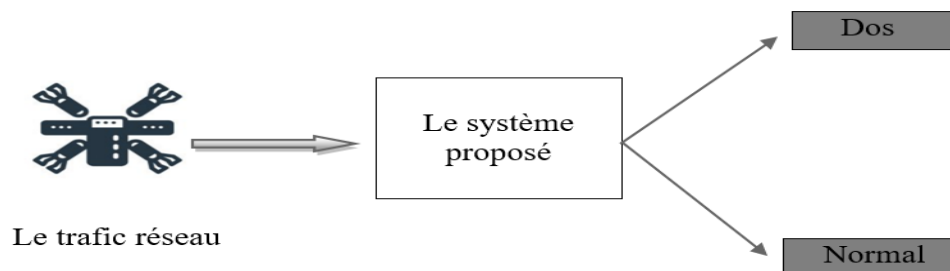 Dos
Le système
proposé
Le trafic réseau
Normal